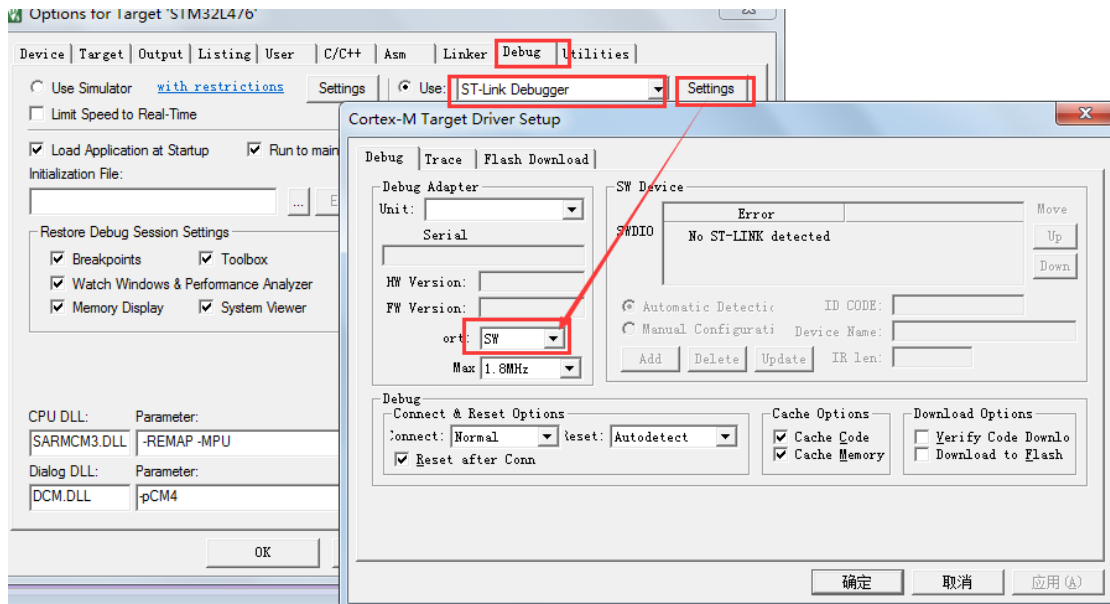 Options for Target 'STM32L476'
Device Target Output Listing User C/C++ Asm Linker Debug Utilities
Use Simulator with restrictions Settings Use: ST-Link Debugger Settings
Limit Speed to Real-Time
Load Application at Startup Run to main
Initialization File:
...
Restore Debug Session Settings
Breakpoints Toolbox
Watch Windows & Performance Analyzer
Memory Display System Viewer
CPU DLL: Parameter:
SARMCM3.DLL -REMAP -MPU
Dialog DLL: Parameter:
DCM.DLL -pCM4
OK
Cortex-M Target Driver Setup
Debug Trace Flash Download
Debug Adapter
Unit:
Serial
HW Version:
FW Version:
ort: SW
Max 1.8MHz
SW Device
Error
SWDIO No ST-LINK detected
Move
Up
Down
Automatic Detectic ID CODE:
Manual Configurati Device Name:
Add Delete Update IR len:
Debug
Connect & Reset Options
onnect: Normal eset: Autodetect
Reset after Conn
Cache Options
Cache Code
Cache Memory
Download Options
Verify Code Downlo
Download to Flash
确定 取消 应用(A)